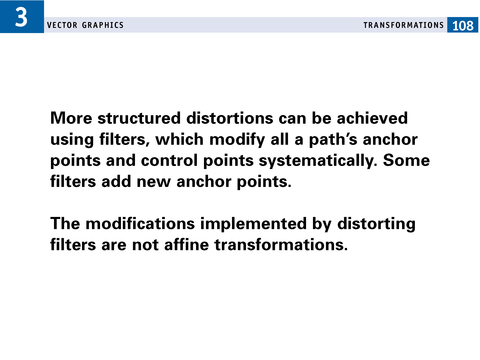 3
VECTOR GRAPHICS
TRANSFORMATIONS 108
More structured distortions can be achieved
using filters, which modify all a path's anchor
points and control points systematically. Some
filters add new anchor points.
The modifications implemented by distorting
filters are not affine transformations.